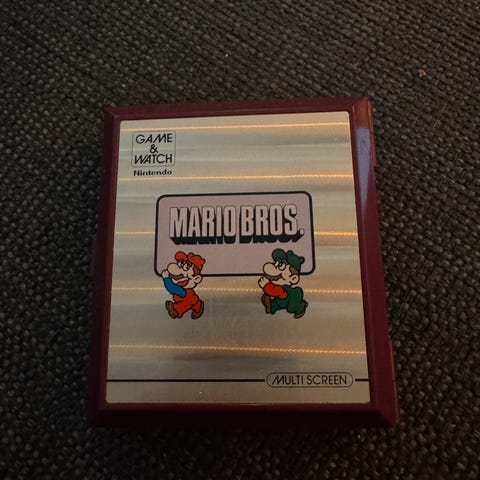 GAME
&
WATCH
Nintendo
MARIO BROS.
MULTI SCREEN